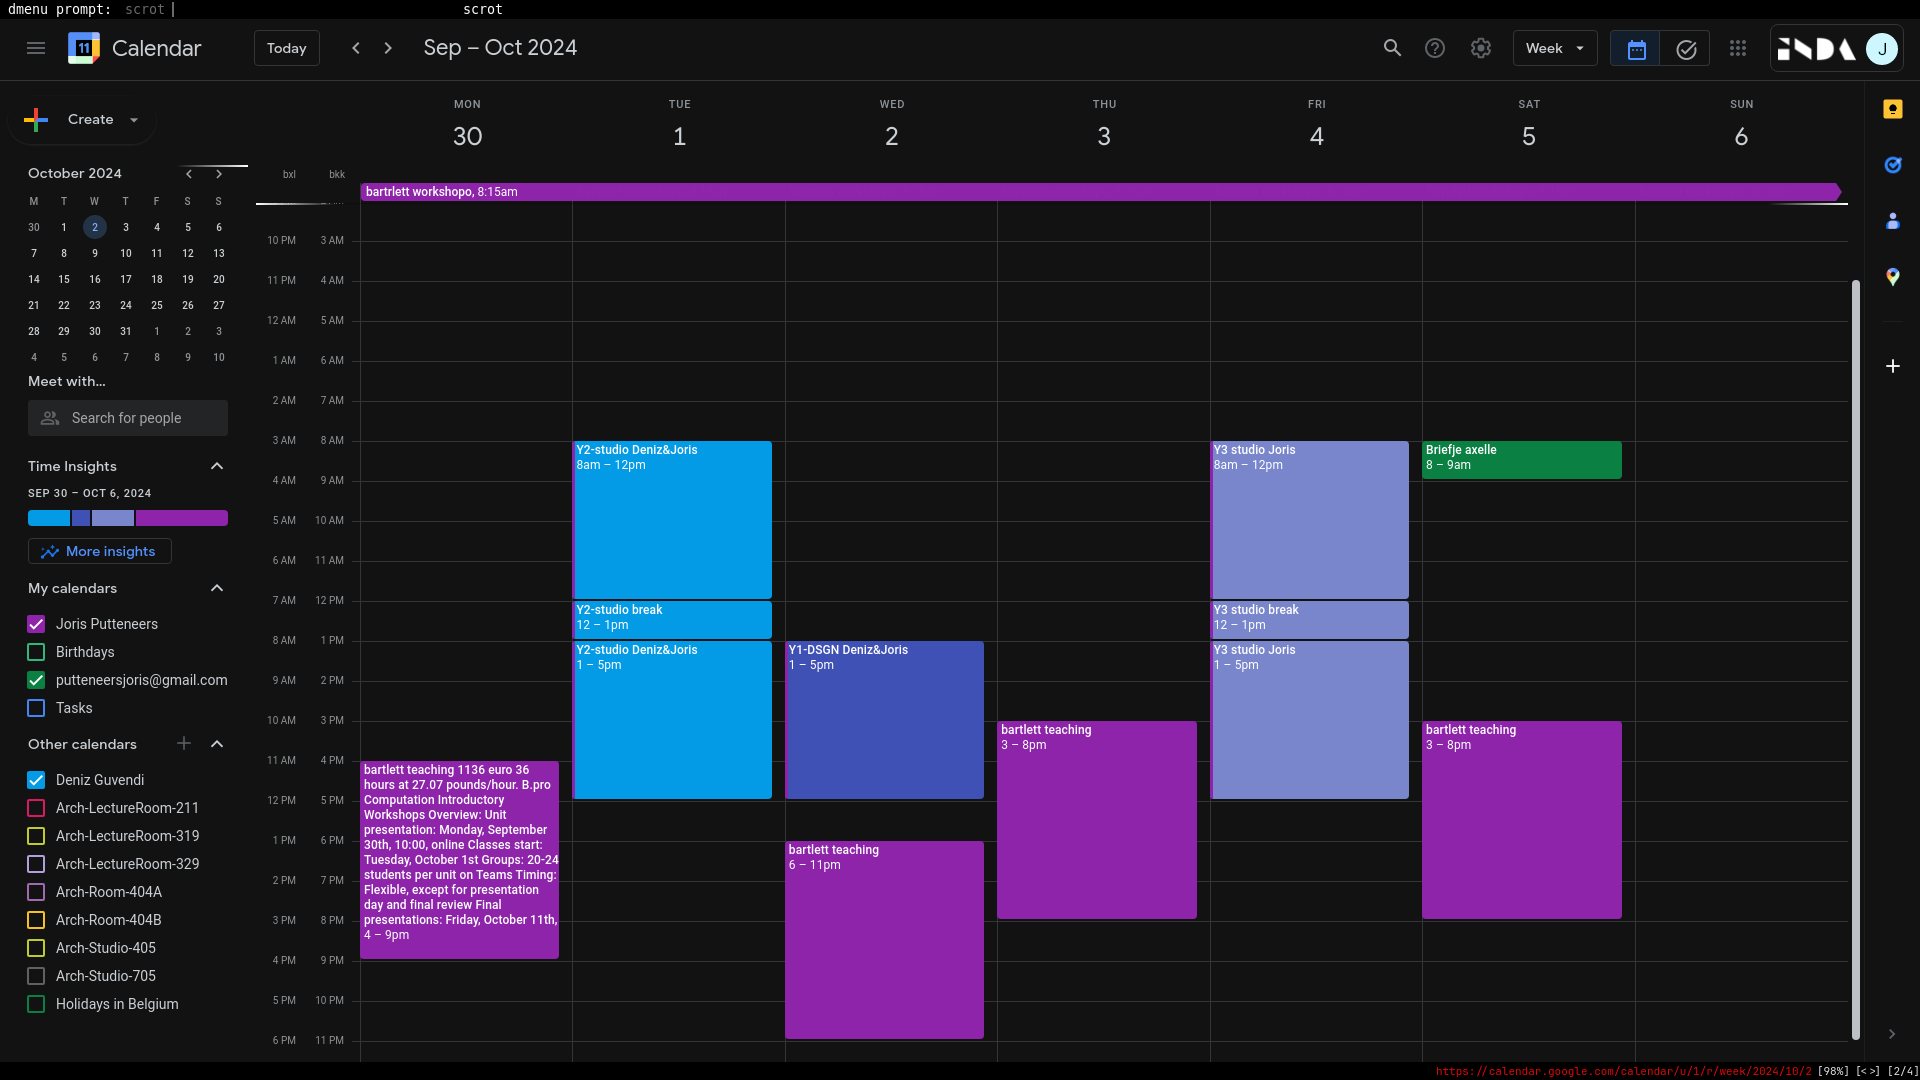 dmenu prompt: scrot scrot
11 Calendar Today Sep – Oct 2024 Week INDA J
Create
October 2024
M T W T F S S
30 1 2 3 4 5 6
7 8 9 10 11 12 13
14 15 16 17 18 19 20
21 22 23 24 25 26 27
28 29 30 31 1 2 3
4 5 6 7 8 9 10
Meet with...
Search for people
Time Insights
SEP 30 – OCT 6, 2024
More insights
My calendars
Joris Putteneers
Birthdays
putteneersjoris@gmail.com
Tasks
Other calendars
Deniz Guvendi
Arch-LectureRoom-211
Arch-LectureRoom-319
Arch-LectureRoom-329
Arch-Room-404A
Arch-Room-404B
Arch-Studio-405
Arch-Studio-705
Holidays in Belgium
MON TUE WED THU FRI SAT SUN
30 1 2 3 4 5 6
bxl bkk
bartrlett workshopo, 8:15am
10 PM 3 AM
11 PM 4 AM
12 AM 5 AM
1 AM 6 AM
2 AM 7 AM
3 AM 8 AM
4 AM 9 AM
5 AM 10 AM
6 AM 11 AM
7 AM 12 PM
8 AM 1 PM
9 AM 2 PM
10 AM 3 PM
11 AM 4 PM
12 PM 5 PM
1 PM 6 PM
2 PM 7 PM
3 PM 8 PM
4 PM 9 PM
5 PM 10 PM
6 PM 11 PM
bartlett teaching 1136 euro 36
hours at 27.07 pounds/hour. B.pro
Computation Introductory
Workshops Overview: Unit
presentation: Monday, September
30th, 10:00, online Classes start:
Tuesday, October 1st Groups: 20-24
students per unit on Teams Timing:
Flexible, except for presentation
day and final review Final
presentations: Friday, October 11th,
4 – 9pm
Y2-studio Deniz&Joris
8am – 12pm
Y2-studio break
12 – 1pm
Y2-studio Deniz&Joris
1 – 5pm
Y1-DSGN Deniz&Joris
1 – 5pm
bartlett teaching
6 – 11pm
bartlett teaching
3 – 8pm
Y3 studio Joris
8am – 12pm
Y3 studio break
12 – 1pm
Y3 studio Joris
1 – 5pm
Briefje axelle
8 – 9am
bartlett teaching
3 – 8pm
https://calendar.google.com/calendar/u/1/r/week/2024/10/2 [98%] [<>] [2/4]